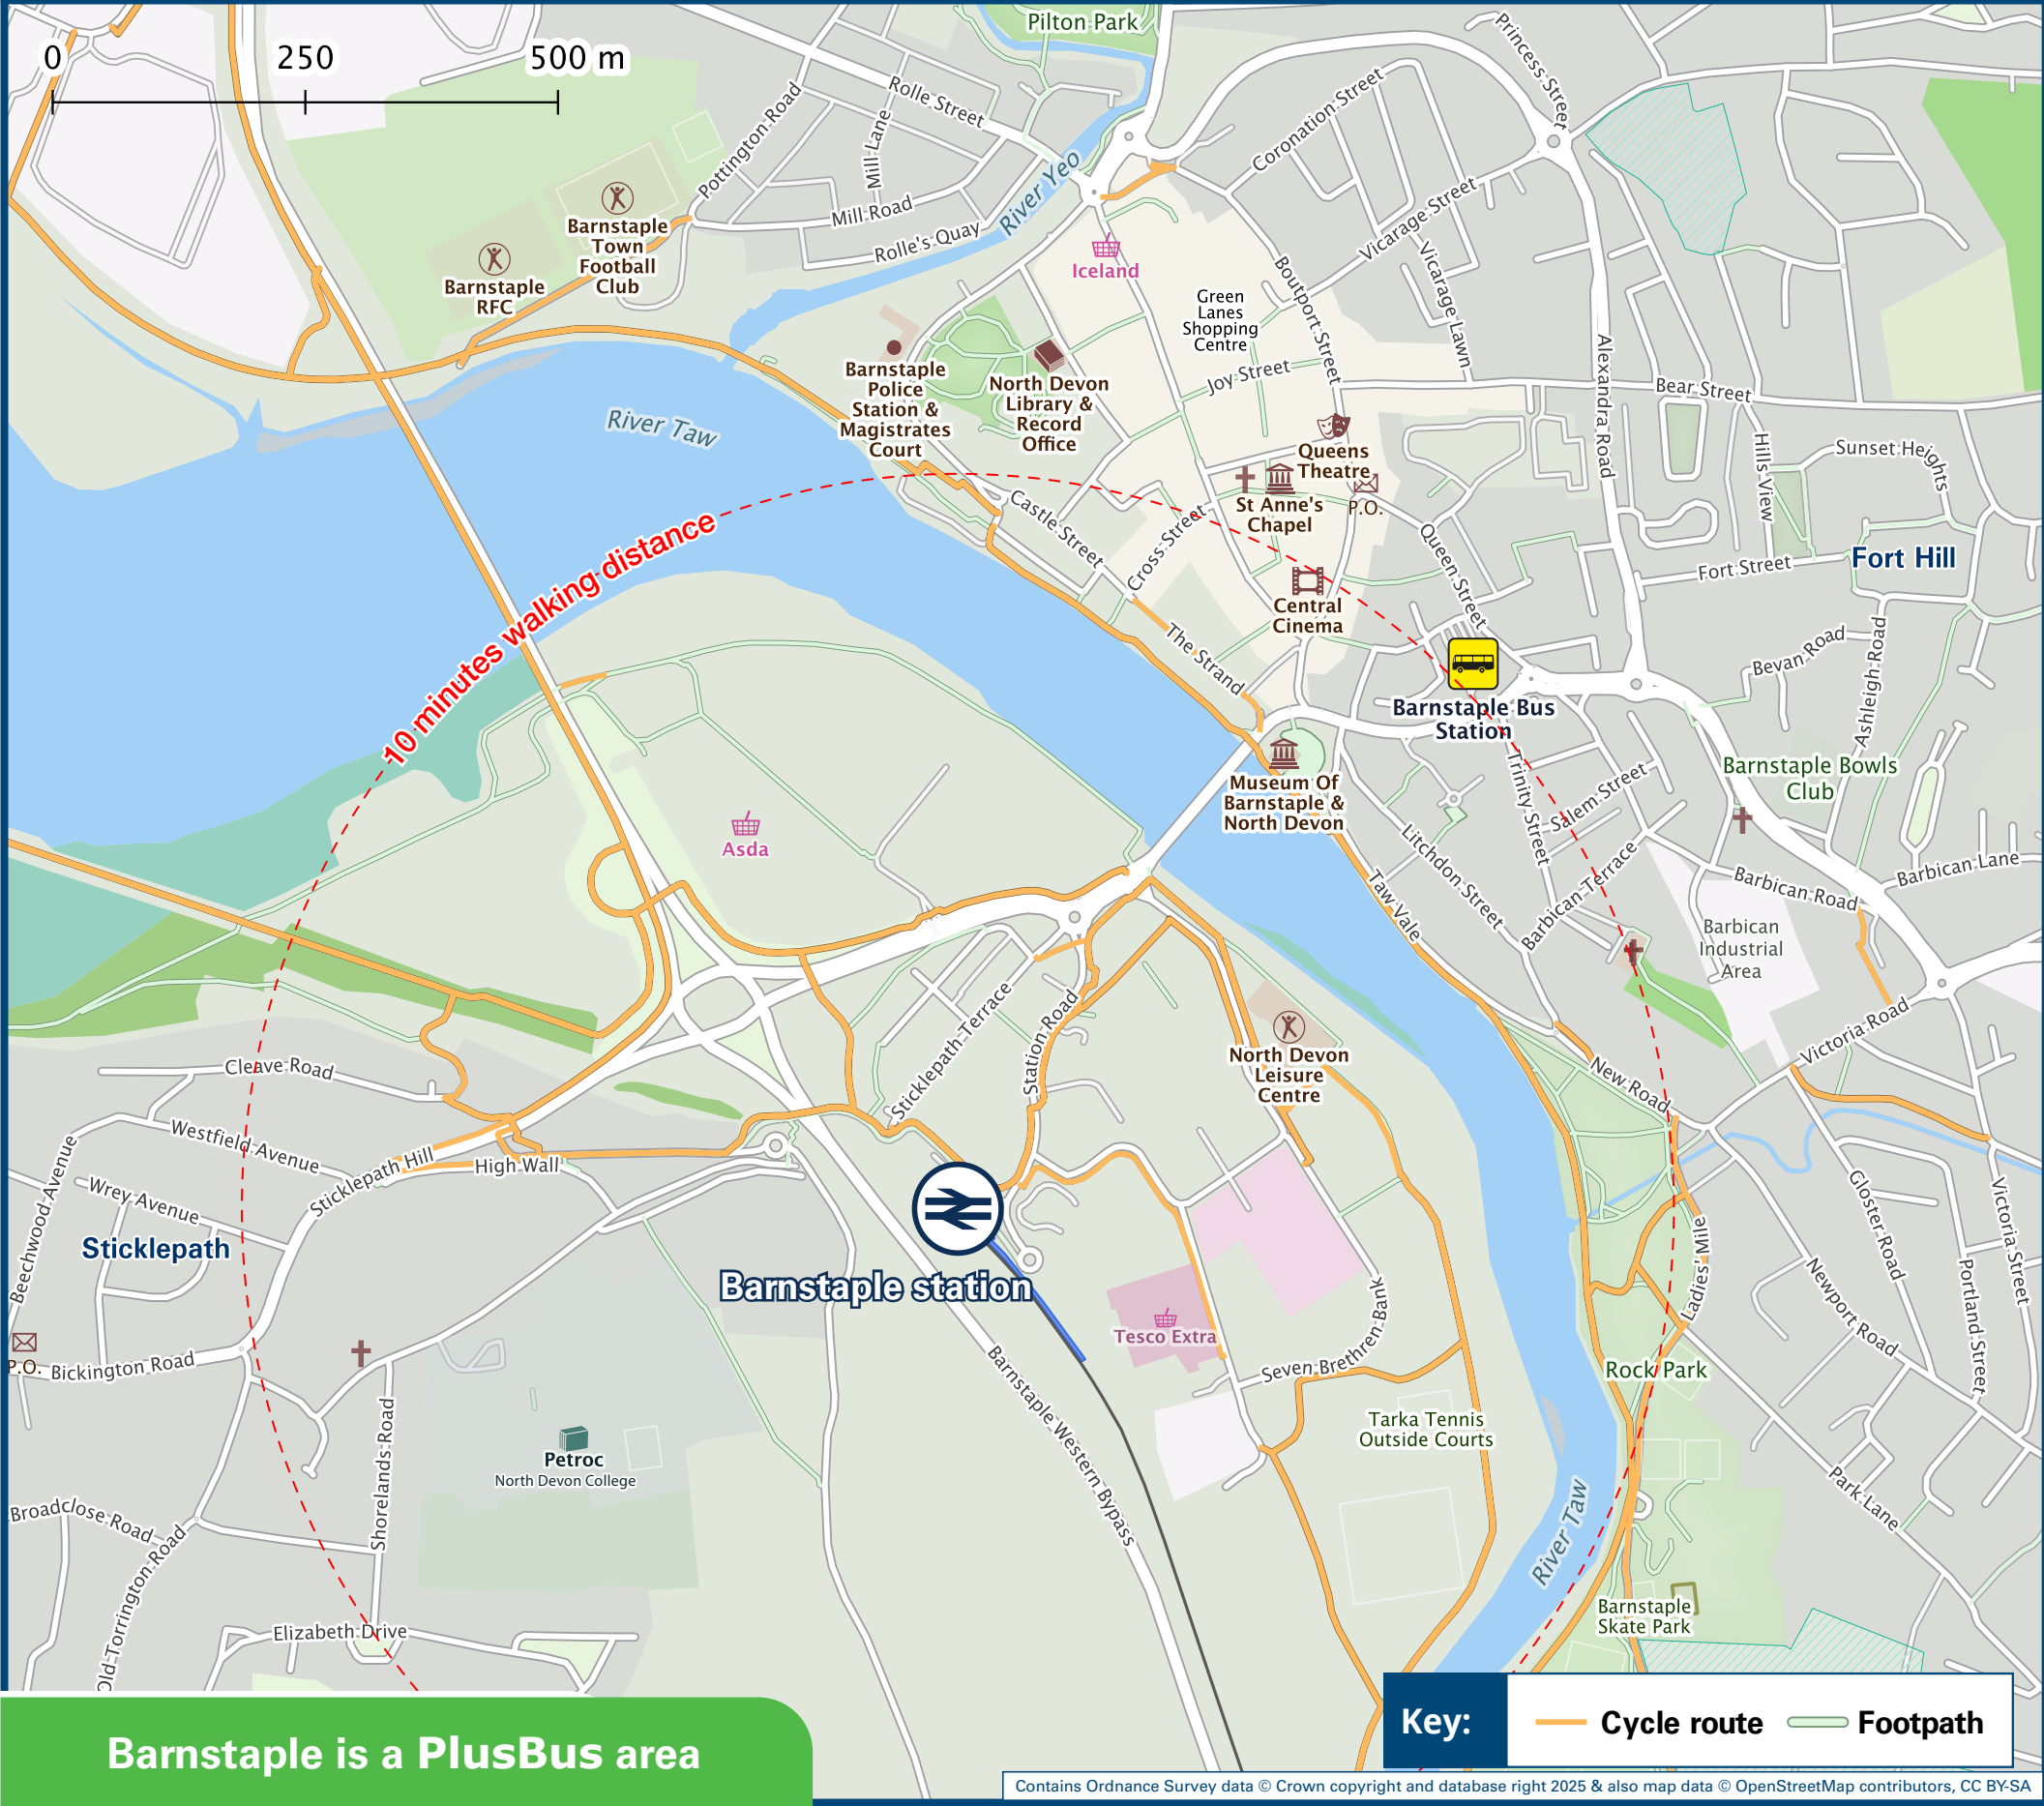 0
250
500 m
Pilton Park
Princess Street
Rolle Street
Pottington Road
Mill Lane
Coronation Street
River Yeo
Mill Road
Rolle's Quay
Vicarage Street
Vicarage Lawn
Barnstaple
Town
Football
Club
Barnstaple
RFC
Iceland
Boutport Street
Green
Lanes
Shopping
Centre
Joy Street
Alexandra Road
Bear Street
Barnstaple
Police
Station &
Magistrates
Court
North Devon
Library &
Record
Office
River Taw
Queens
Theatre
Hills View
Sunset Heights
St Anne's
Chapel
P.O.
Castle Street
Cross Street
Queen Street
Fort Street
Fort Hill
10 minutes walking distance
Central
Cinema
The Strand
Bevan Road
Ashleigh Road
Barnstaple Bus
Station
Museum Of
Barnstaple &
North Devon
Trinity Street
Salem Street
Barnstaple Bowls
Club
Asda
Litchdon Street
Barbican Terrace
Taw Vale
Barbican Road
Barbican Lane
Barbican
Industrial
Area
Victoria Road
Sticklepath Terrace
Station Road
North Devon
Leisure
Centre
New Road
Cleave Road
Westfield Avenue
Beechwood Avenue
Sticklepath Hill
High Wall
Wrey Avenue
Sticklepath
Gloster Road
Victoria Street
Ladies' Mile
Newport Road
Portland Street
Barnstaple station
Tesco Extra
Seven Brethren Bank
P.O.
Bickington Road
Barnstaple Western Bypass
Rock Park
Tarka Tennis
Outside Courts
Shorelands Road
Petroc
North Devon College
Park Lane
River Taw
Broadclose Road
Old Torrington Road
Elizabeth Drive
Barnstaple
Skate Park
Key:
Cycle route
Footpath
Barnstaple is a PlusBus area
Contains Ordnance Survey data © Crown copyright and database right 2025 & also map data © OpenStreetMap contributors, CC BY-SA